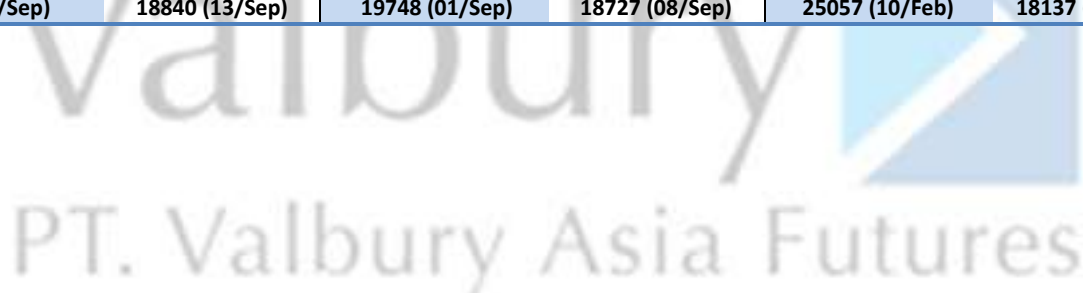 /Sep) 18840 (13/Sep) 19748 (01/Sep) 18727 (08/Sep) 25057 (10/Feb) 18137
Valbury
PT. Valbury Asia Futures